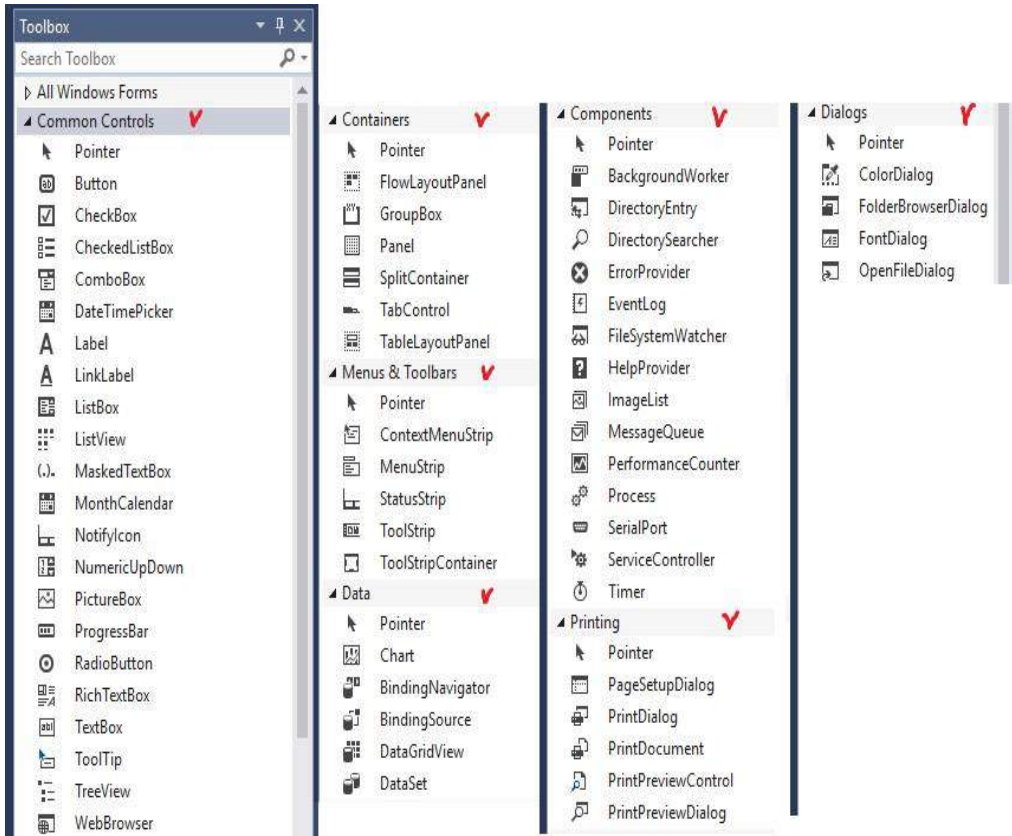 Toolbox
Search Toolbox
All Windows Forms
Common Controls
Pointer
Button
CheckBox
CheckedListBox
ComboBox
DateTimePicker
Label
LinkLabel
ListBox
ListView
MaskedTextBox
MonthCalendar
NotifyIcon
NumericUpDown
PictureBox
ProgressBar
RadioButton
RichTextBox
TextBox
ToolTip
TreeView
WebBrowser
Containers
Pointer
FlowLayoutPanel
GroupBox
Panel
SplitContainer
TabControl
TableLayoutPanel
Menus & Toolbars
Pointer
ContextMenuStrip
MenuStrip
StatusStrip
ToolStrip
ToolStripContainer
Data
Pointer
Chart
BindingNavigator
BindingSource
DataGridView
DataSet
Components
Pointer
BackgroundWorker
DirectoryEntry
DirectorySearcher
ErrorProvider
EventLog
FileSystemWatcher
HelpProvider
ImageList
MessageQueue
PerformanceCounter
Process
SerialPort
ServiceController
Timer
Printing
Pointer
PageSetupDialog
PrintDialog
PrintDocument
PrintPreviewControl
PrintPreviewDialog
Dialogs
Pointer
ColorDialog
FolderBrowserDialog
FontDialog
OpenFileDialog